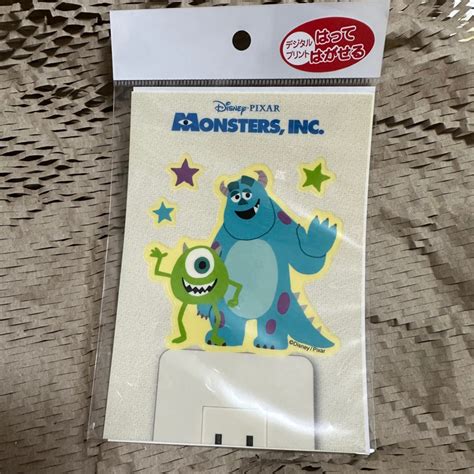 デジタル
プリント
はって
はがせる
Disney·PIXAR
MONSTERS, INC.
©Disney/Pixar